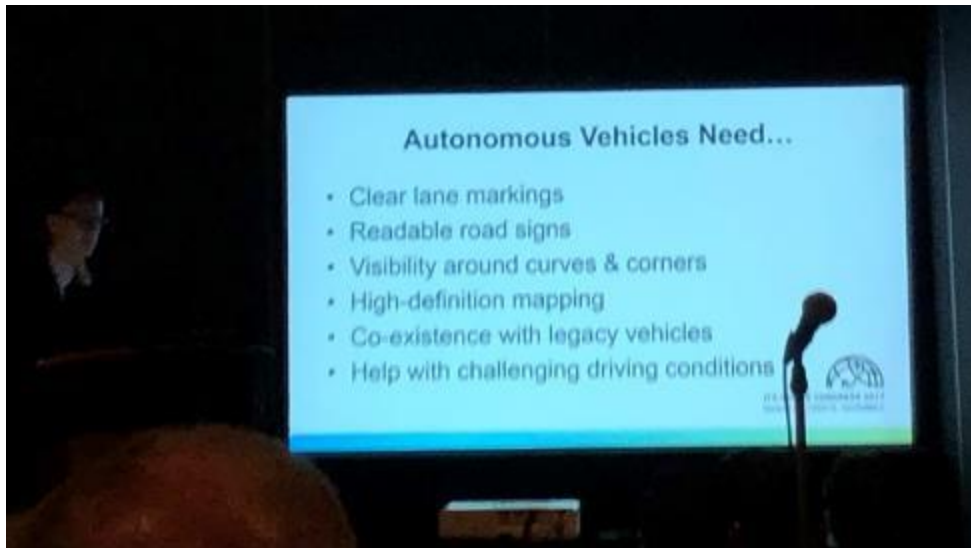 Autonomous Vehicles Need...
• Clear lane markings
• Readable road signs
• Visibility around curves & corners
• High-definition mapping
• Co-existence with legacy vehicles
• Help with challenging driving conditions